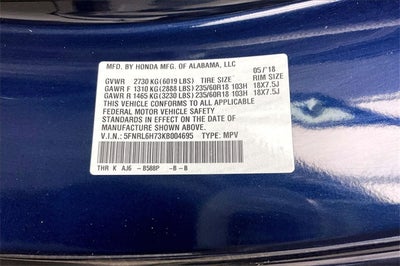 MFD. BY HONDA MFG. OF ALABAMA, LLC
05/'18
GVWR 2730 KG (6019 LBS) TIRE SIZE RIM SIZE
GAWR F 1310 KG (2888 LBS) 235/60R18 103H 18X7.5J
GAWR R 1465 KG (3230 LBS) 235/60R18 103H 18X7.5J
THIS VEHICLE CONFORMS TO ALL APPLICABLE
FEDERAL MOTOR VEHICLE SAFETY
STANDARDS IN EFFECT ON THE DATE OF
MANUFACTURE SHOWN ABOVE.
V.I.N.: 5FNRL6H73KB004695 TYPE: MPV
THR K AJ6 - B588P - B - B